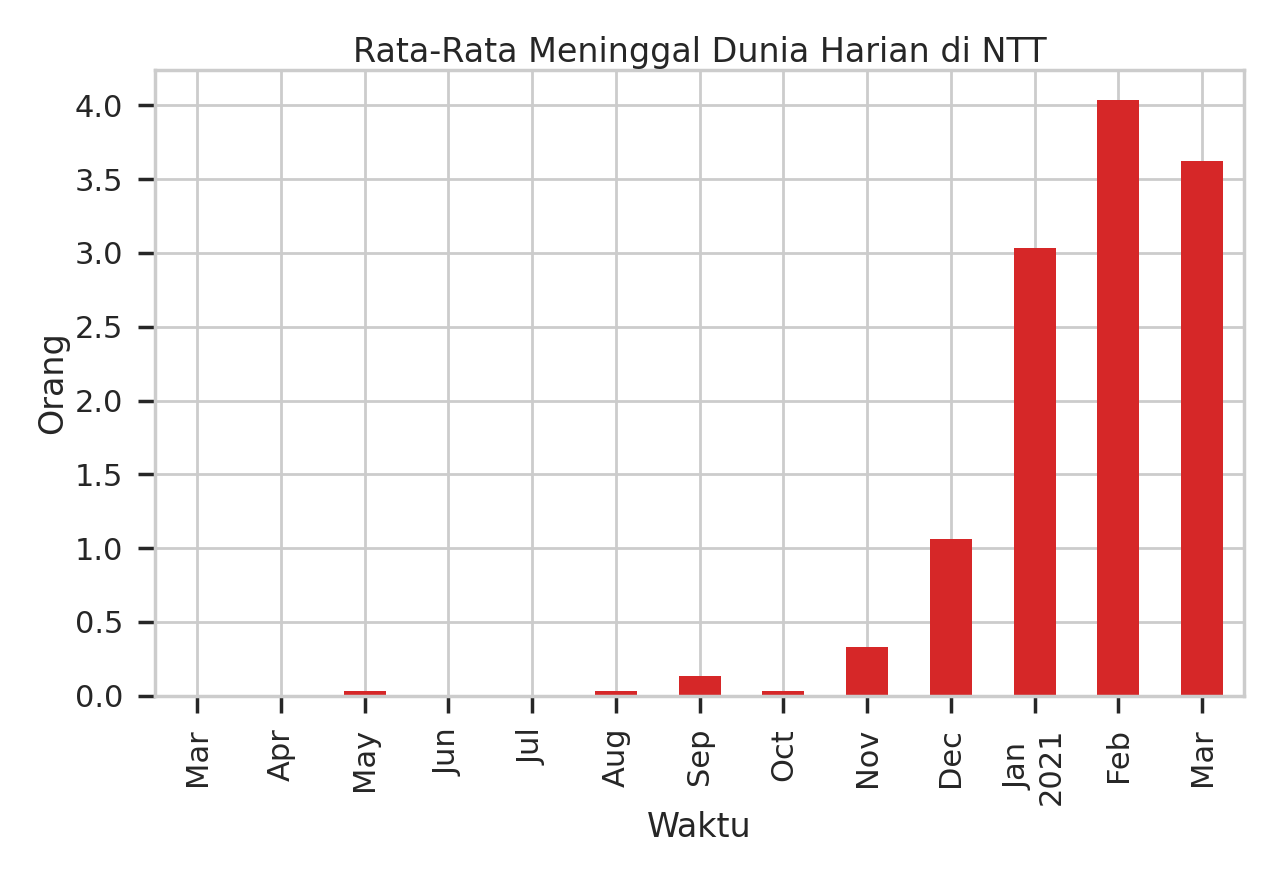 Rata-Rata Meninggal Dunia Harian di NTT
4.0
3.5
3.0
2.5
2.0
1.5
1.0
0.5
0.0
Orang
Mar
Apr
May
Jun
Jul
Aug
Sep
Oct
Nov
Dec
Jan
2021
Feb
Mar
Waktu